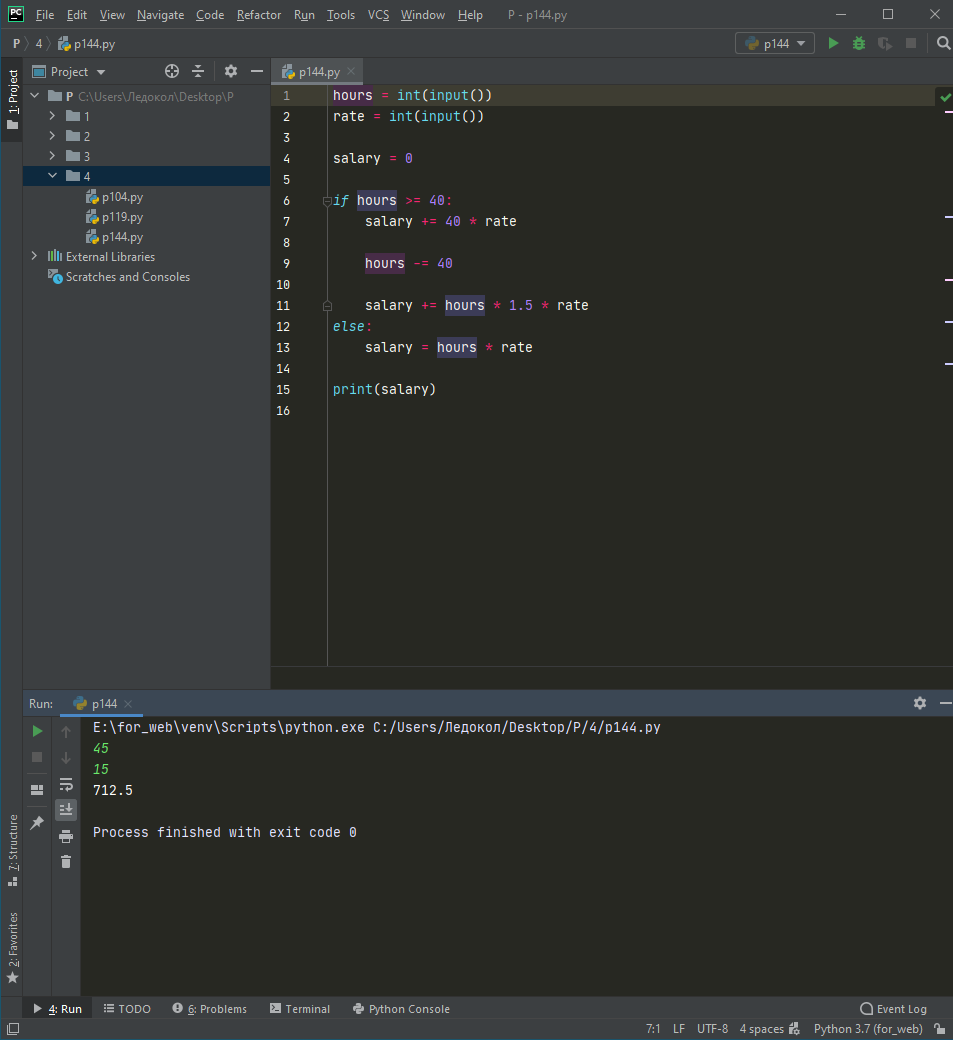 PC File Edit View Navigate Code Refactor Run Tools VCS Window Help P - p144.py
P 4 p144.py p144
1: Project
Project
p144.py
P C:\Users\Ледокол\Desktop\P
1
2
3
4
p104.py
p119.py
p144.py
External Libraries
Scratches and Consoles
1 hours = int(input())
2 rate = int(input())
3
4 salary = 0
5
6 if hours >= 40:
7 salary += 40 * rate
8
9 hours -= 40
10
11 salary += hours * 1.5 * rate
12 else:
13 salary = hours * rate
14
15 print(salary)
16
Run: p144
E:\for_web\venv\Scripts\python.exe C:/Users/Ледокол/Desktop/P/4/p144.py
45
15
712.5
Process finished with exit code 0
7: Structure
2: Favorites
4: Run TODO 6: Problems Terminal Python Console Event Log
7:1 LF UTF-8 4 spaces Python 3.7 (for_web)